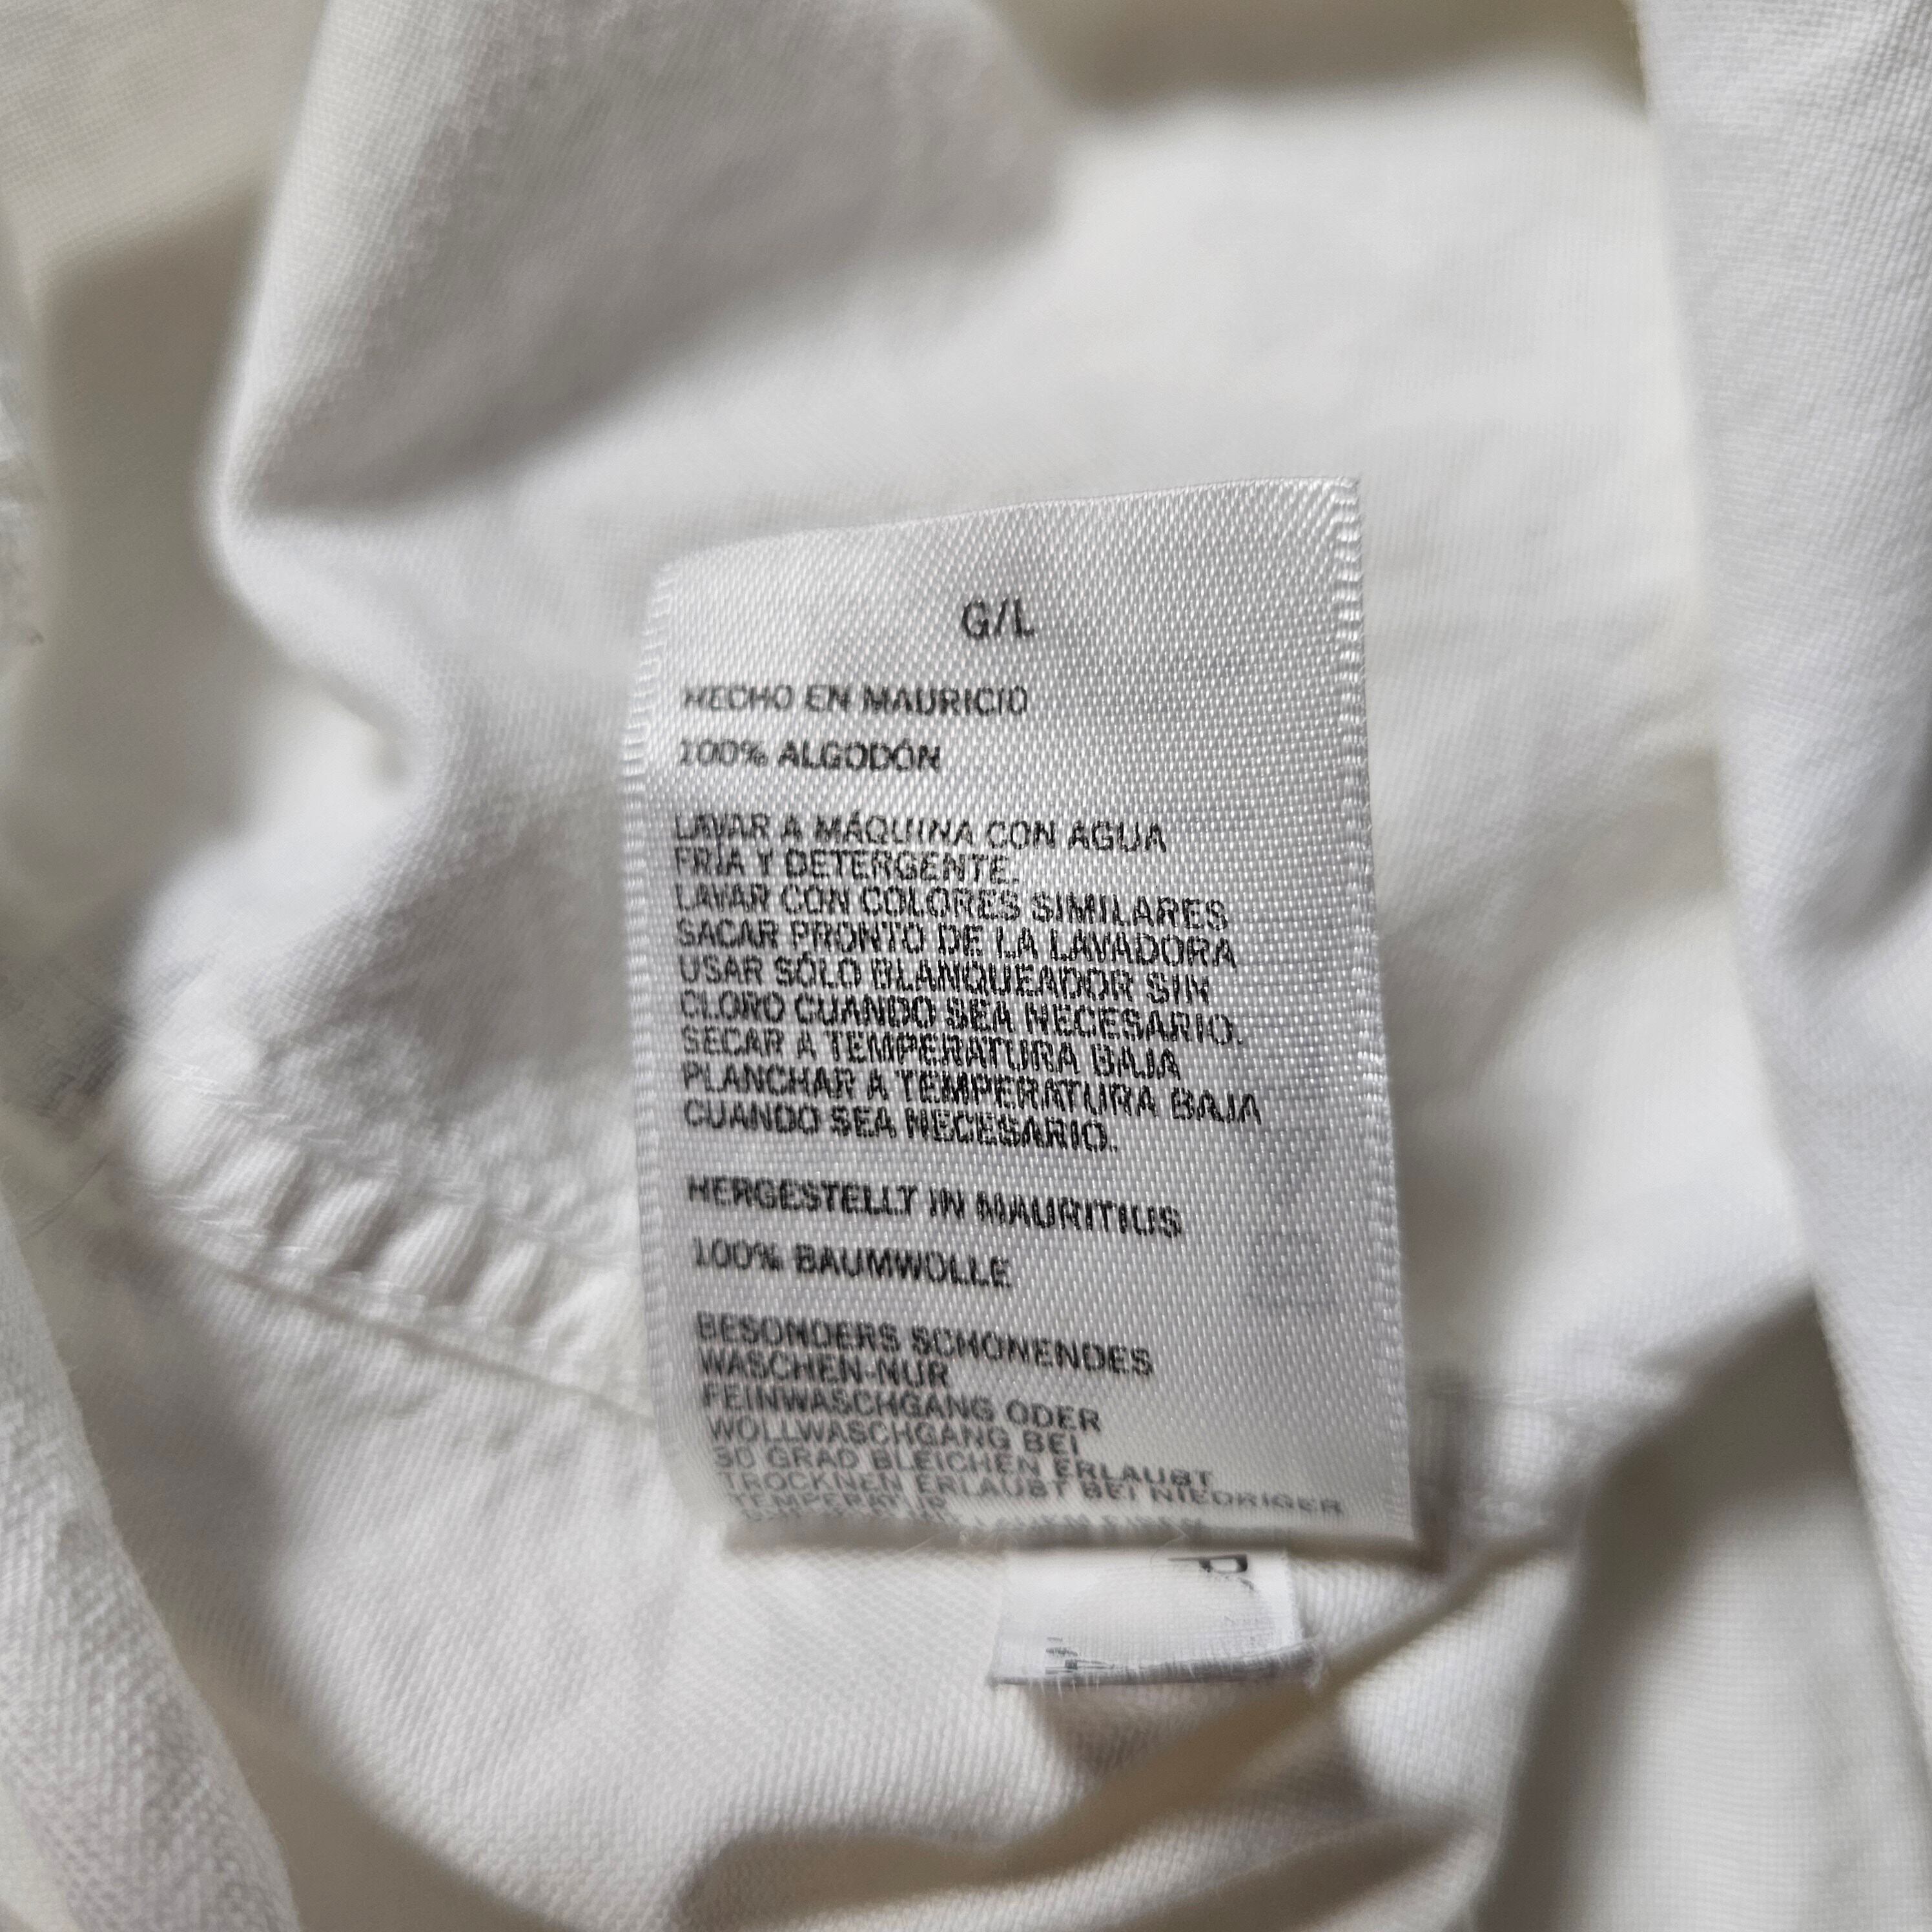 G/L
HECHO EN MAURICIO
100% ALGODÓN
LAVAR A MÁQUINA CON AGUA
FRÍA Y DETERGENTE.
LAVAR CON COLORES SIMILARES
SACAR PRONTO DE LA LAVADORA
USAR SÓLO BLANQUEADOR SIN
CLORO CUANDO SEA NECESARIO.
SECAR A TEMPERATURA BAJA
PLANCHAR A TEMPERATURA BAJA
CUANDO SEA NECESARIO.
HERGESTELLT IN MAURITIUS
100% BAUMWOLLE
BESONDERS SCHONENDES
WASCHEN-NUR
FEINWASCHGANG ODER
WOLLWASCHGANG BEI
30 GRAD BLEICHEN ERLAUBT
TROCKNEN ERLAUBT BEI NIEDRIGER
TEMPERATUR